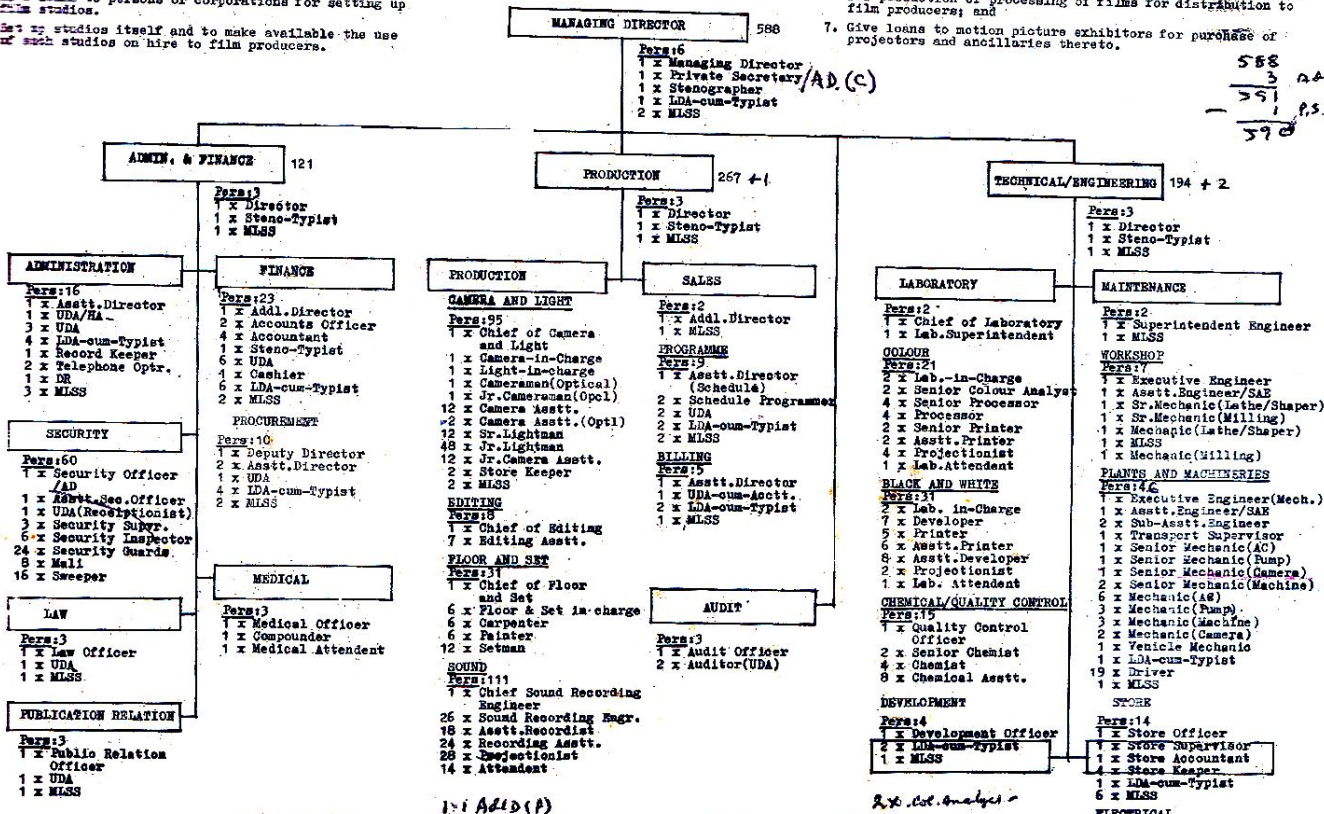 to persons or corporations for setting up
film studios.
Set up studios itself and to make available the use
of such studios on hire to film producers.
processing of films for distribution to
film producers; and
7. Give loans to motion picture exhibitors for purchase of
projectors and ancillaries thereto.
588
3
591
1 P.S.
590
MANAGING DIRECTOR 588
Pers:6
1 x Managing Director
1 x Private Secretary/AD.(C)
1 x Stenographer
1 x LDA-cum-Typist
2 x MLSS
ADMIN. & FINANCE 121
Pers:3
1 x Director
1 x Steno-Typist
1 x MLSS
PRODUCTION 267 +1
Pers:3
1 x Director
1 x Steno-Typist
1 x MLSS
TECHNICAL/ENGINEERING 194 + 2
Pers:3
1 x Director
1 x Steno-Typist
1 x MLSS
ADMINISTRATION
Pers:16
1 x Asstt.Director
1 x UDA/HA
3 x UDA
4 x LDA-cum-Typist
1 x Record Keeper
2 x Telephone Optr.
1 x DR
3 x MLSS
SECURITY
Pers:60
1 x Security Officer
/AD
1 x Asstt.Sec.Officer
1 x UDA(Receiptionist)
3 x Security Supvr.
6 x Security Inspector
24 x Security Guards
8 x Mali
16 x Sweeper
LAW
Pers:3
1 x Law Officer
1 x UDA
1 x MLSS
PUBLICATION RELATION
Pers:3
1 x Public Relation
Officer
1 x UDA
1 x MLSS
FINANCE
Pers:23
1 x Addl.Director
2 x Accounts Officer
4 x Accountant
1 x Steno-Typist
6 x UDA
1 x Cashier
6 x LDA-cum-Typist
2 x MLSS
PROCUREMENT
Pers:10
1 x Deputy Director
2 x Asstt.Director
1 x UDA
4 x LDA-cum-Typist
2 x MLSS
MEDICAL
Pers:3
1 x Medical Officer
1 x Compounder
1 x Medical Attendent
PRODUCTION
CAMERA AND LIGHT
Pers:95
1 x Chief of Camera
and Light
1 x Camera-in-Charge
1 x Light-in-charge
1 x Cameraman(Optical)
1 x Jr.Cameraman(Opcl)
12 x Camera Asstt.
2 x Camera Asstt.(Optl)
12 x Sr.Lightman
48 x Jr.Lightman
12 x Jr.Camera Asstt.
2 x Store Keeper
2 x MLSS
EDITING
Pers:8
1 x Chief of Editing
7 x Editing Asstt.
FLOOR AND SET
Pers:31
1 x Chief of Floor
and Set
6 x Floor & Set in-charge
6 x Carpenter
6 x Painter
12 x Setman
SOUND
Pers:111
1 x Chief Sound Recording
Engineer
26 x Sound Recording Engr.
18 x Asstt.Recordist
24 x Recording Asstt.
28 x Projectionist
14 x Attendent
SALES
Pers:2
1 x Addl.Director
1 x MLSS
PROGRAMME
Pers:9
1 x Asstt.Director
(Schedule)
2 x Schedule Programmer
2 x UDA
2 x LDA-cum-Typist
2 x MLSS
BILLING
Pers:5
1 x Asstt.Director
1 x UDA-cum-Acctt.
2 x LDA-cum-Typist
1 x MLSS
AUDIT
Pers:3
1 x Audit Officer
2 x Auditor(UDA)
LABORATORY
Pers:2
1 x Chief of Laboratory
1 x Lab.Superintendent
COLOUR
Pers:21
2 x Lab.-in-Charge
2 x Senior Colour Analyst
4 x Senior Processor
4 x Processor
2 x Senior Printer
2 x Asstt.Printer
4 x Projectionist
1 x Lab.Attendent
BLACK AND WHITE
Pers:31
2 x Lab. in-Charge
7 x Developer
5 x Printer
6 x Asstt.Printer
8 x Asstt.Developer
2 x Projectionist
1 x Lab. Attendent
CHEMICAL/QUALITY CONTROL
Pers:15
1 x Quality Control
Officer
2 x Senior Chemist
4 x Chemist
8 x Chemical Asstt.
DEVELOPMENT
Pers:4
1 x Development Officer
2 x LDA-cum-Typist
1 x MLSS
MAINTENANCE
Pers:2
1 x Superintendent Engineer
1 x MLSS
WORKSHOP
Pers:7
1 x Executive Engineer
1 x Asstt.Engineer/SAE
1 x Sr.Mechanic(Lathe/Shaper)
1 x Sr.Mechanic(Milling)
1 x Mechanic(Lathe/Shaper)
1 x MLSS
1 x Mechanic(Milling)
PLANTS AND MACHINERIES
Pers:46
1 x Executive Engineer(Mech.)
1 x Asstt.Engineer/SAE
2 x Sub-Asstt.Engineer
1 x Transport Supervisor
1 x Senior Mechanic(AC)
1 x Senior Mechanic(Pump)
1 x Senior Mechanic(Camera)
2 x Senior Mechanic(Machine)
6 x Mechanic(AC)
3 x Mechanic(Pump)
3 x Mechanic(Machine)
2 x Mechanic(Camera)
1 x Vehicle Mechanic
1 x LDA-cum-Typist
19 x Driver
1 x MLSS
STORE
Pers:14
1 x Store Officer
1 x Store Supervisor
1 x Store Accountant
4 x Store Keeper
1 x LDA-cum-Typist
6 x MLSS
ELECTRICAL